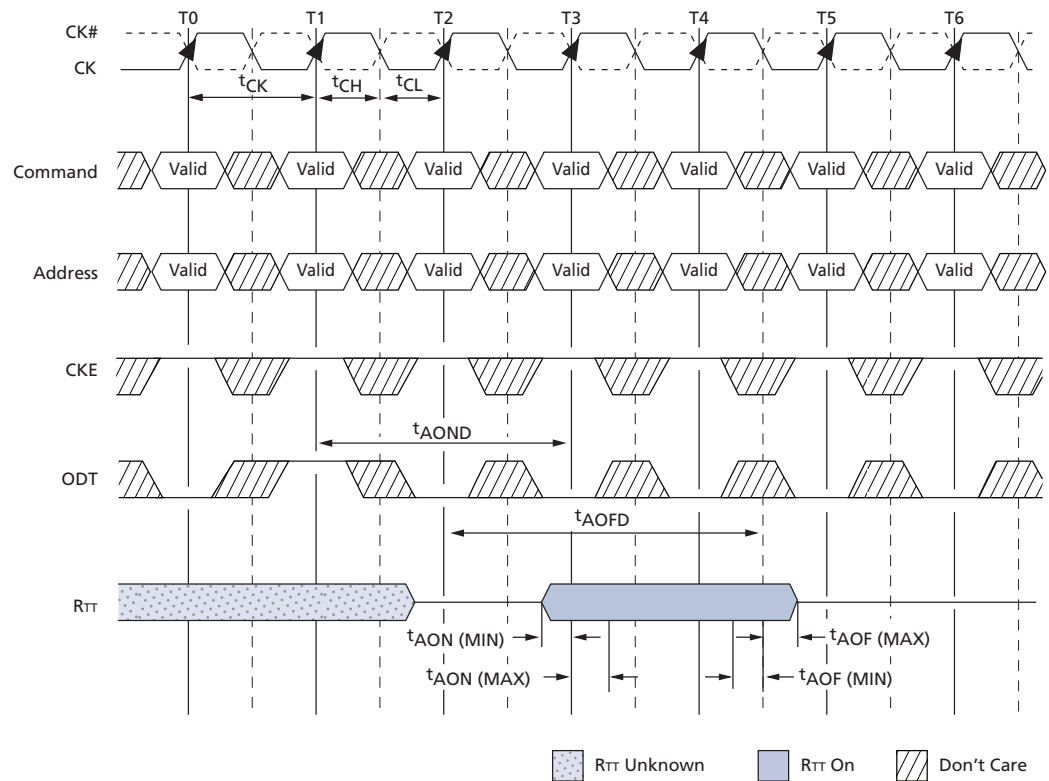 T0 T1 T2 T3 T4 T5 T6
CK#
CK
tCK tCH tCL
Command Valid Valid Valid Valid Valid Valid Valid
Address Valid Valid Valid Valid Valid Valid Valid
CKE
tAOND
ODT
tAOFD
RTT
tAON (MIN) tAOF (MAX)
tAON (MAX) tAOF (MIN)
RTT Unknown RTT On Don't Care